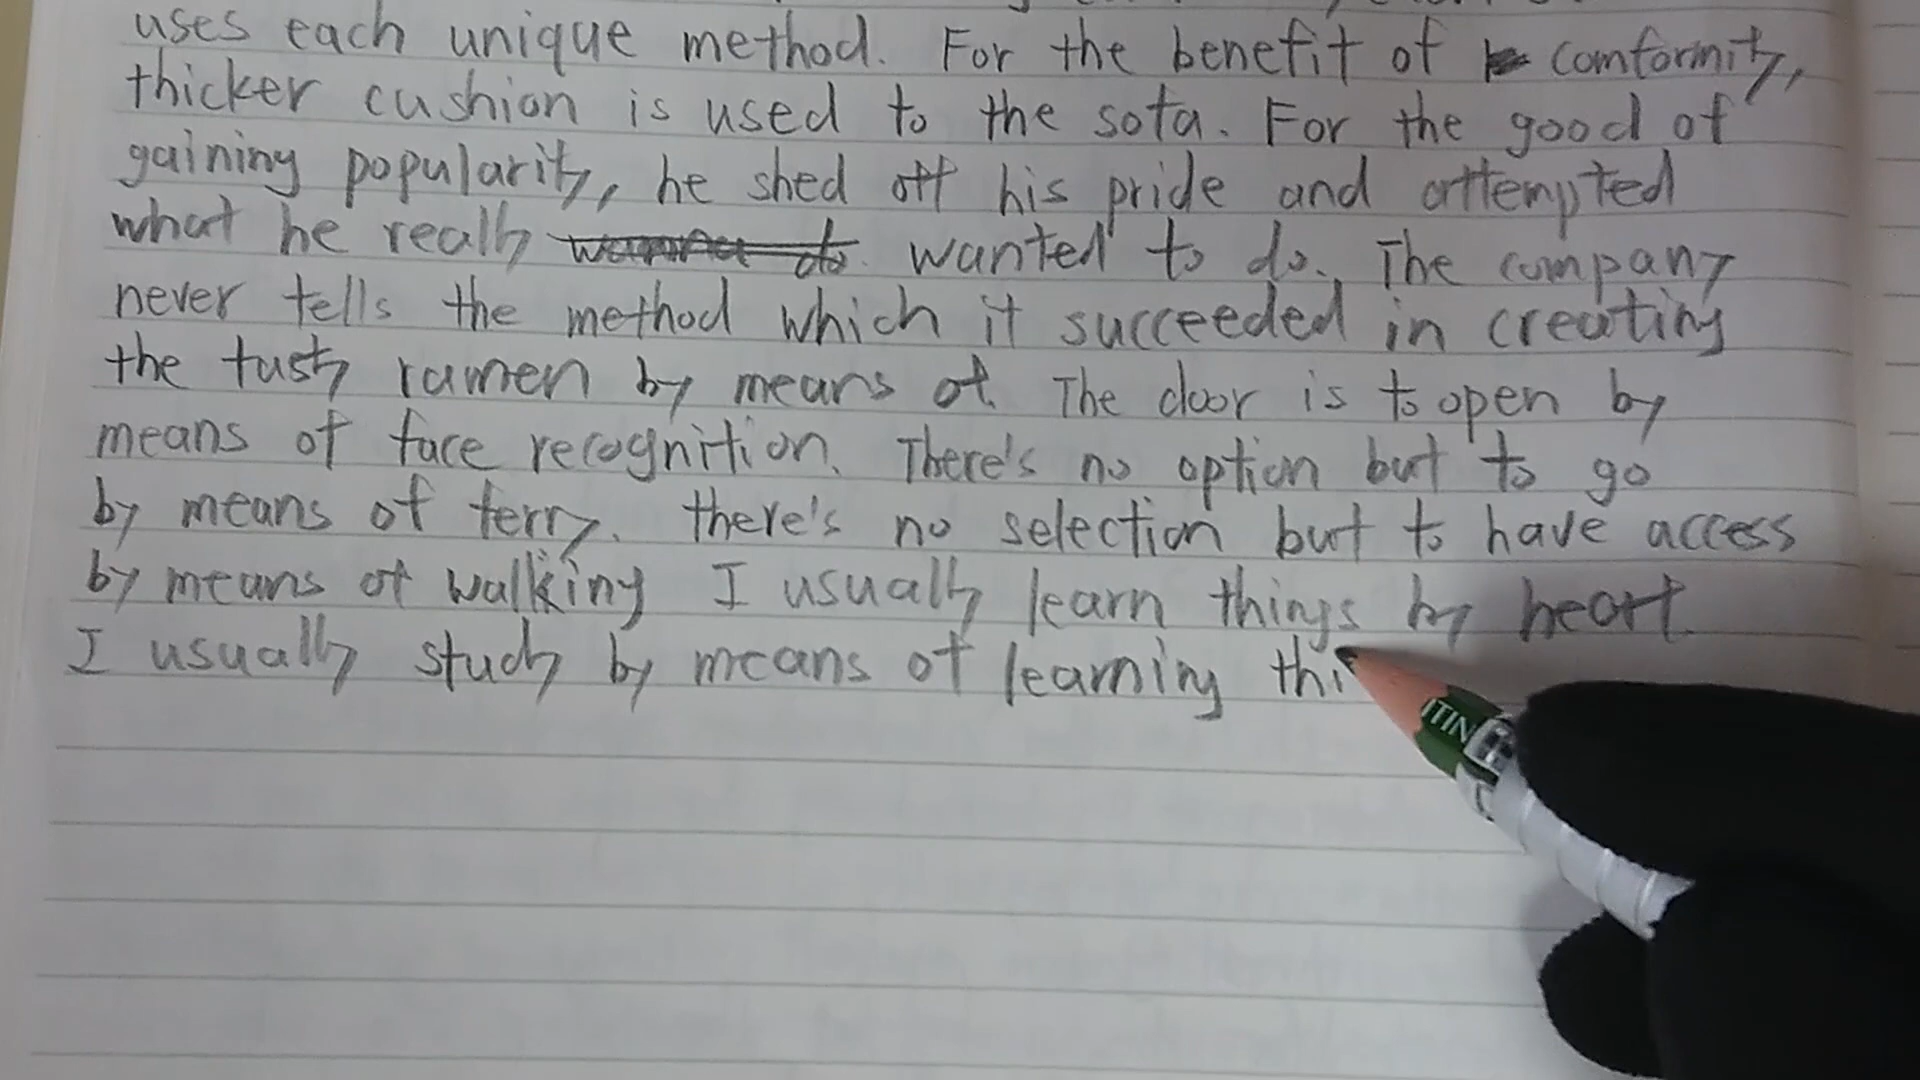 uses each unique method. For the benefit of comformity,
thicker cushion is used to the sofa. For the good of
gaining popularity, he shed off his pride and attempted
what he really wanna do wanted to do. The company
never tells the method which it succeeded in creating
the tasty ramen by means of. The door is to open by
means of face recognition. There's no option but to go
by means of ferry. there's no selection but to have access
by means of walking I usually learn things by heart.
I usually study by means of learning thi
ITIN